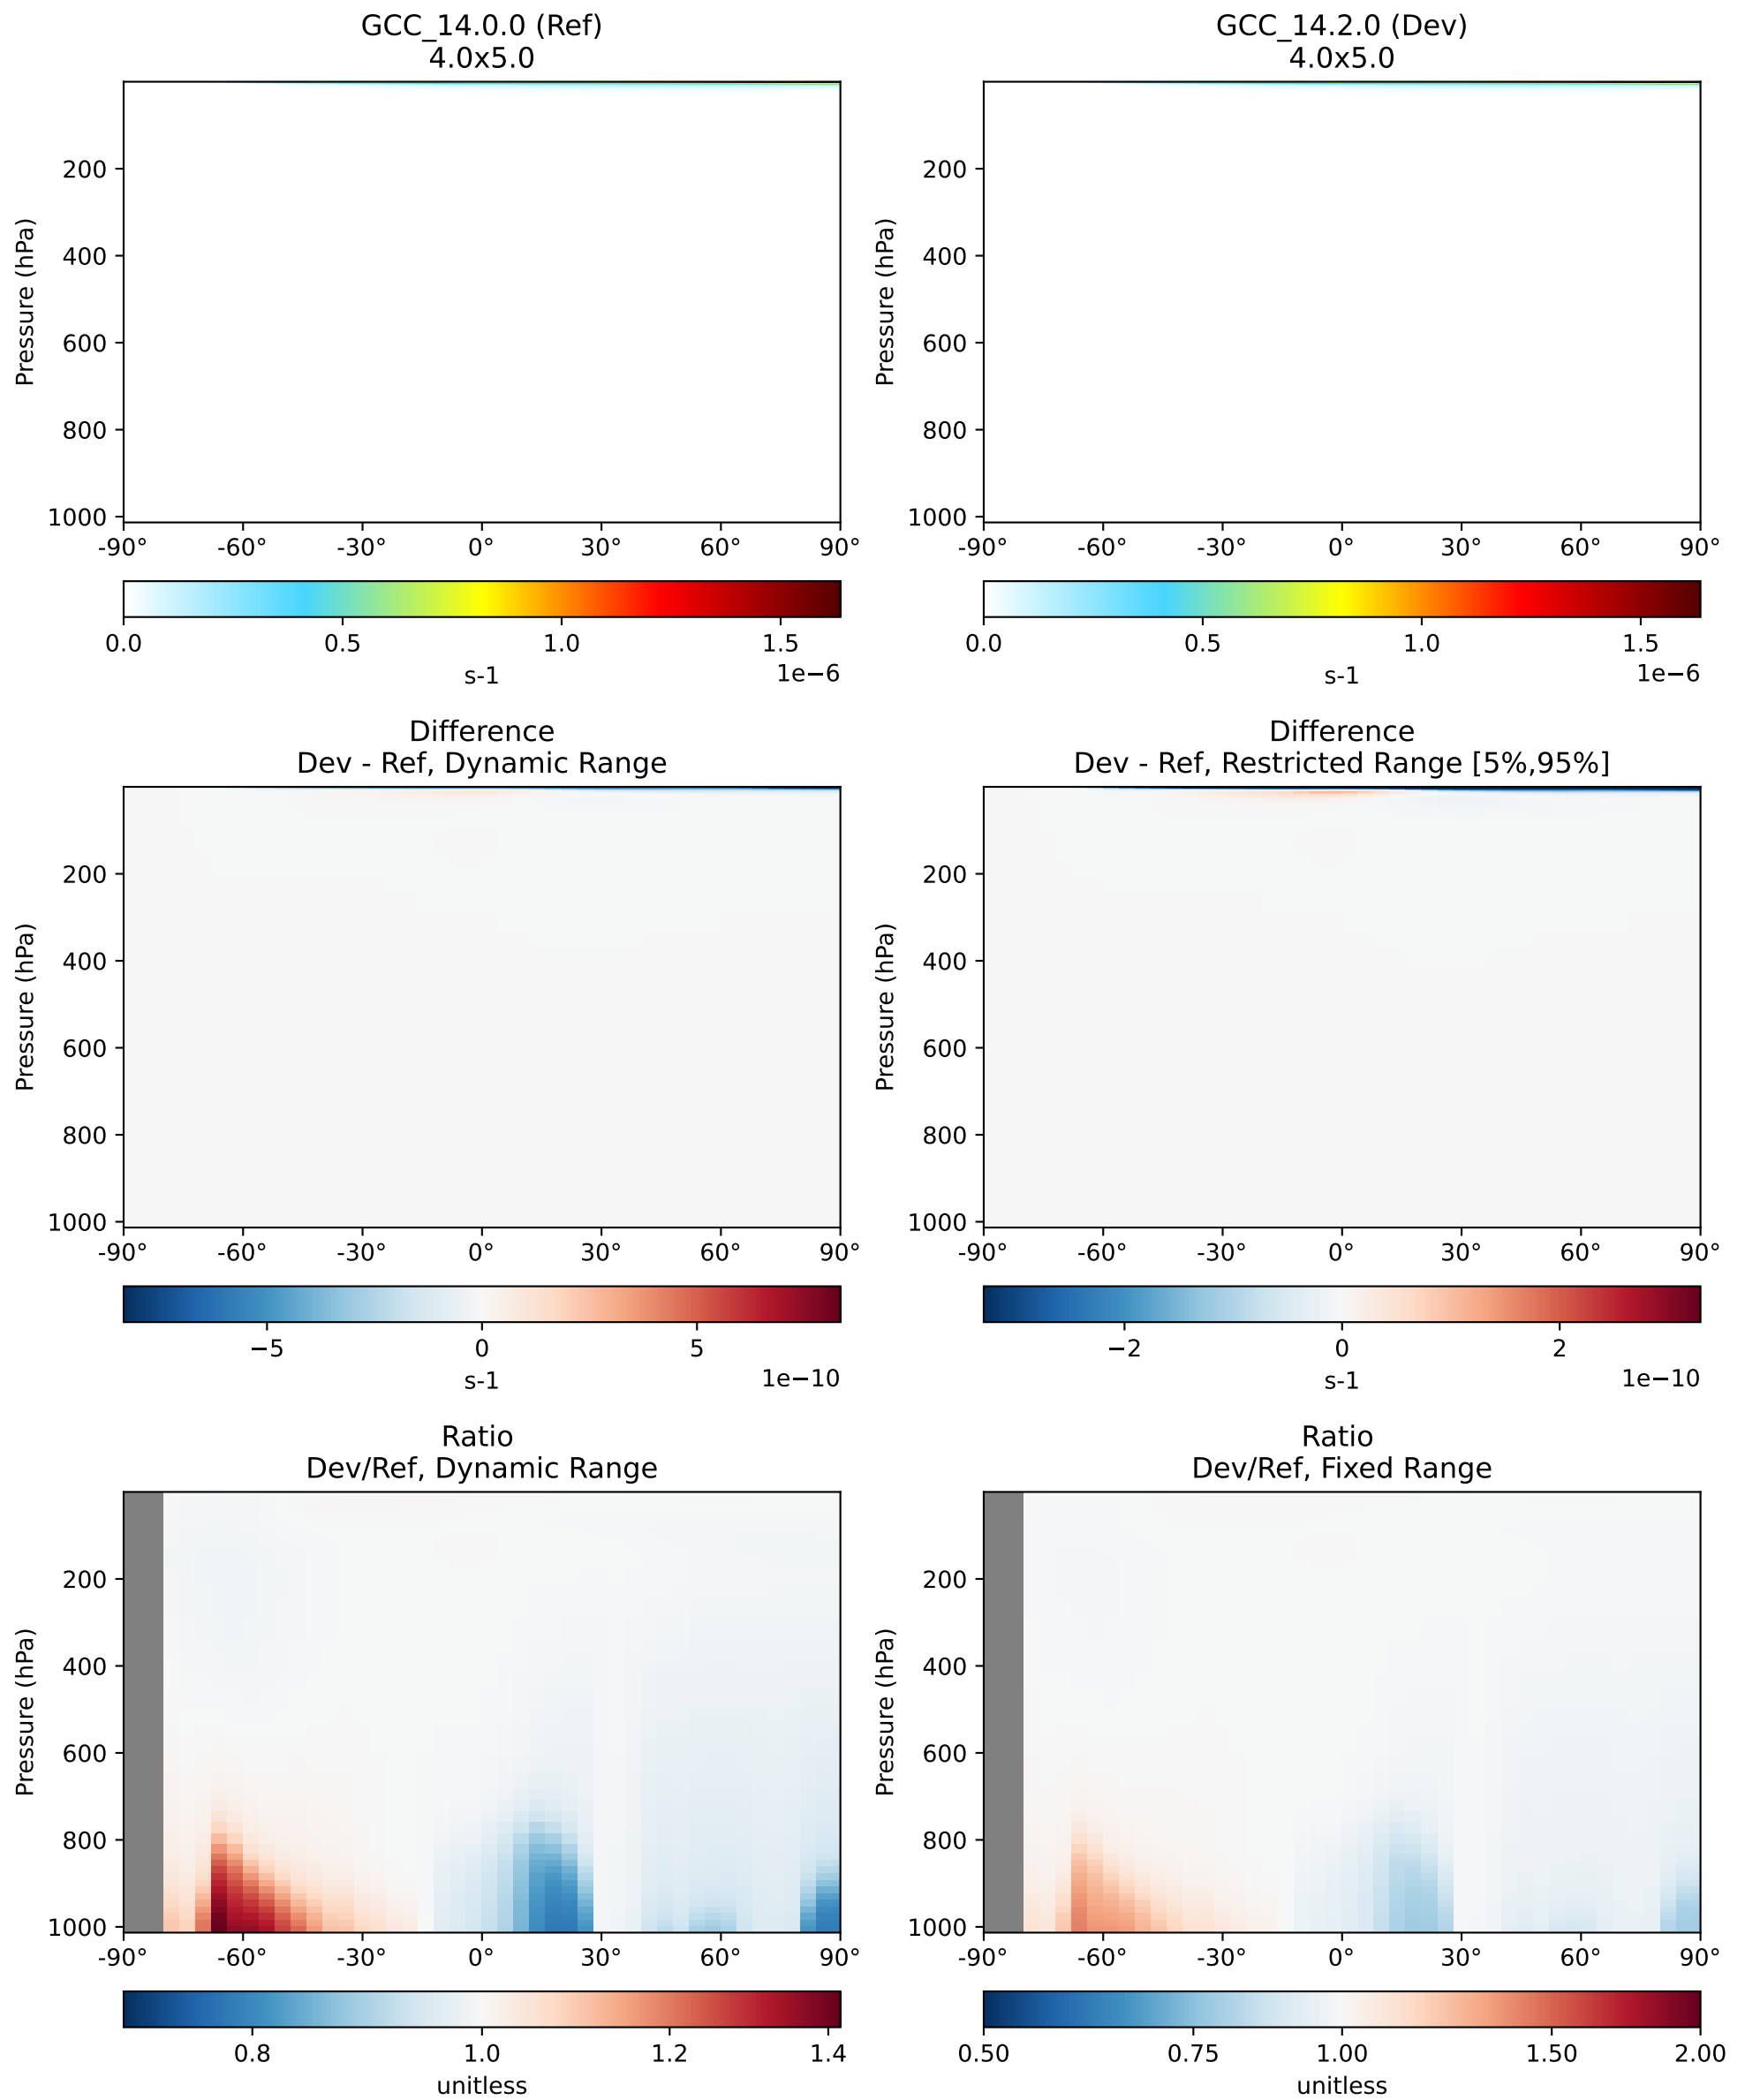 GCC_14.0.0 (Ref)
4.0x5.0
Pressure (hPa)
200
400
600
800
1000
-90° -60° -30° 0° 30° 60° 90°
0.0 0.5 1.0 1.5
1e−6
s-1
GCC_14.2.0 (Dev)
4.0x5.0
Pressure (hPa)
200
400
600
800
1000
-90° -60° -30° 0° 30° 60° 90°
0.0 0.5 1.0 1.5
1e−6
s-1
Difference
Dev - Ref, Dynamic Range
Pressure (hPa)
200
400
600
800
1000
-90° -60° -30° 0° 30° 60° 90°
−5 0 5
1e−10
s-1
Difference
Dev - Ref, Restricted Range [5%,95%]
Pressure (hPa)
200
400
600
800
1000
-90° -60° -30° 0° 30° 60° 90°
−2 0 2
1e−10
s-1
Ratio
Dev/Ref, Dynamic Range
Pressure (hPa)
200
400
600
800
1000
-90° -60° -30° 0° 30° 60° 90°
0.8 1.0 1.2 1.4
unitless
Ratio
Dev/Ref, Fixed Range
Pressure (hPa)
200
400
600
800
1000
-90° -60° -30° 0° 30° 60° 90°
0.50 0.75 1.00 1.50 2.00
unitless